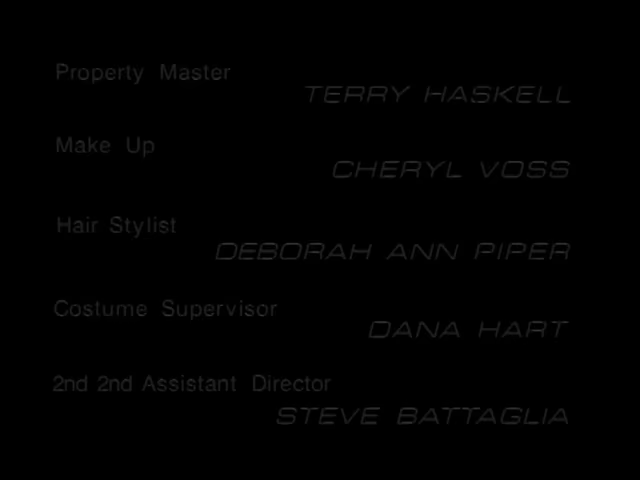 Property Master
TERRY HASKELL
Make Up
CHERYL VOSS
Hair Stylist
DEBORAH ANN PIPER
Costume Supervisor
DANA HART
2nd 2nd Assistant Director
STEVE BATTAGLIA